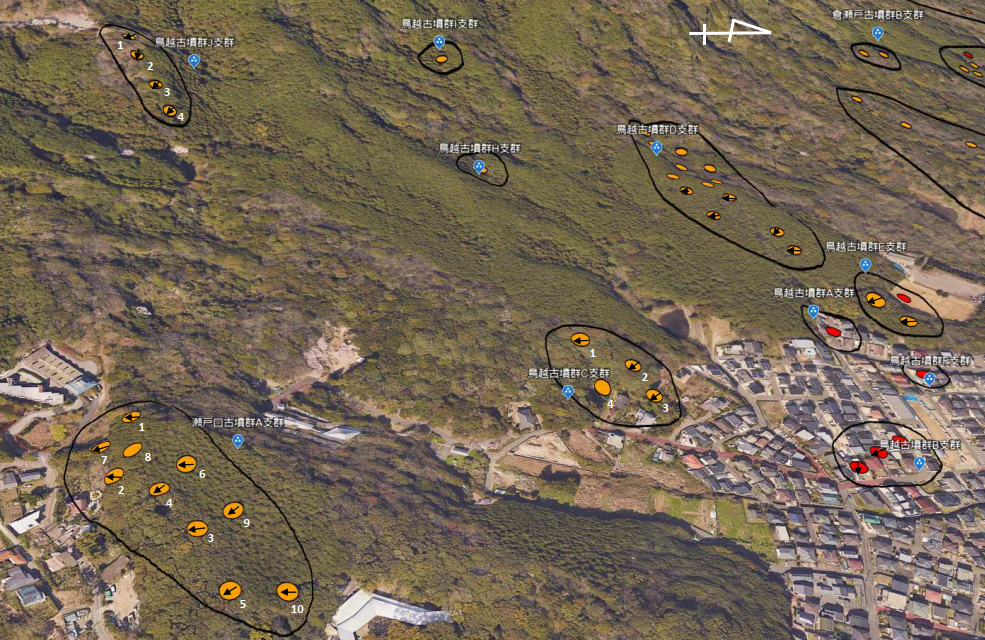 鳥越古墳群J支群
1
2
3
4
鳥越古墳群I支群
倉瀬戸古墳群B支群
鳥越古墳群H支群
鳥越古墳群D支群
鳥越古墳群E支群
鳥越古墳群A支群
鳥越古墳群F支群
鳥越古墳群C支群
1
2
4
3
鳥越古墳群B支群
瀬戸口古墳群A支群
1
7
8
2
6
4
9
3
5
10